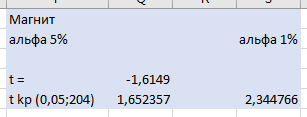 Магнит
альфа 5% альфа 1%
t = -1,6149
t kp (0,05;204) 1,652357 2,344766